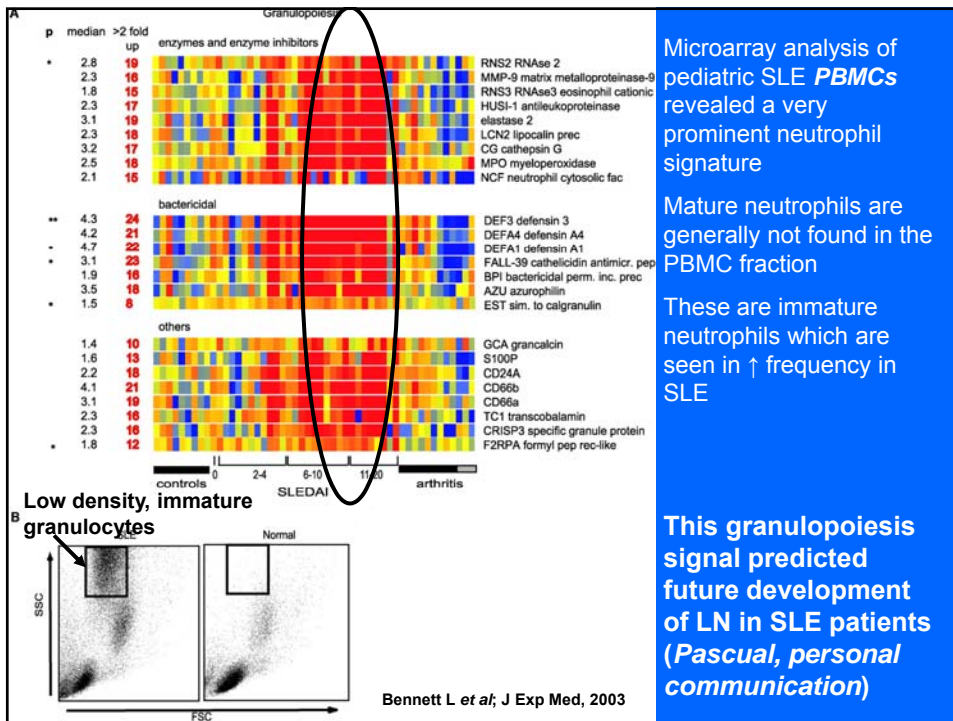 A
Granulopoiesis
p median >2 fold up
enzymes and enzyme inhibitors
* 2.8 19 RNS2 RNAse 2
2.3 16 MMP-9 matrix metalloproteinase-9
1.8 15 RNS3 RNAse3 eosinophil cationic
2.3 17 HUSI-1 antileukoproteinase
3.1 19 elastase 2
2.3 18 LCN2 lipocalin prec
3.2 17 CG cathepsin G
2.5 18 MPO myeloperoxidase
2.1 15 NCF neutrophil cytosolic fac
bactericidal
** 4.3 24 DEF3 defensin 3
4.2 21 DEFA4 defensin A4
- 4.7 22 DEFA1 defensin A1
* 3.1 23 FALL-39 cathelicidin antimicr. pep
1.9 16 BPI bactericidal perm. inc. prec
3.5 18 AZU azurophilin
* 1.5 8 EST sim. to calgranulin
others
1.4 10 GCA grancalcin
1.6 13 S100P
2.2 18 CD24A
4.1 21 CD66b
3.1 19 CD66a
2.3 16 TC1 transcobalamin
2.3 16 CRISP3 specific granule protein
* 1.8 12 F2RPA formyl pep rec-like
controls 0 2-4 6-10 11-20 arthritis
SLEDAI
Low density, immature
granulocytes
B
SLE Normal
SSC
FSC
Bennett L et al; J Exp Med, 2003
Microarray analysis of
pediatric SLE PBMCs
revealed a very
prominent neutrophil
signature
Mature neutrophils are
generally not found in the
PBMC fraction
These are immature
neutrophils which are
seen in ↑ frequency in
SLE
This granulopoiesis
signal predicted
future development
of LN in SLE patients
(Pascual, personal
communication)